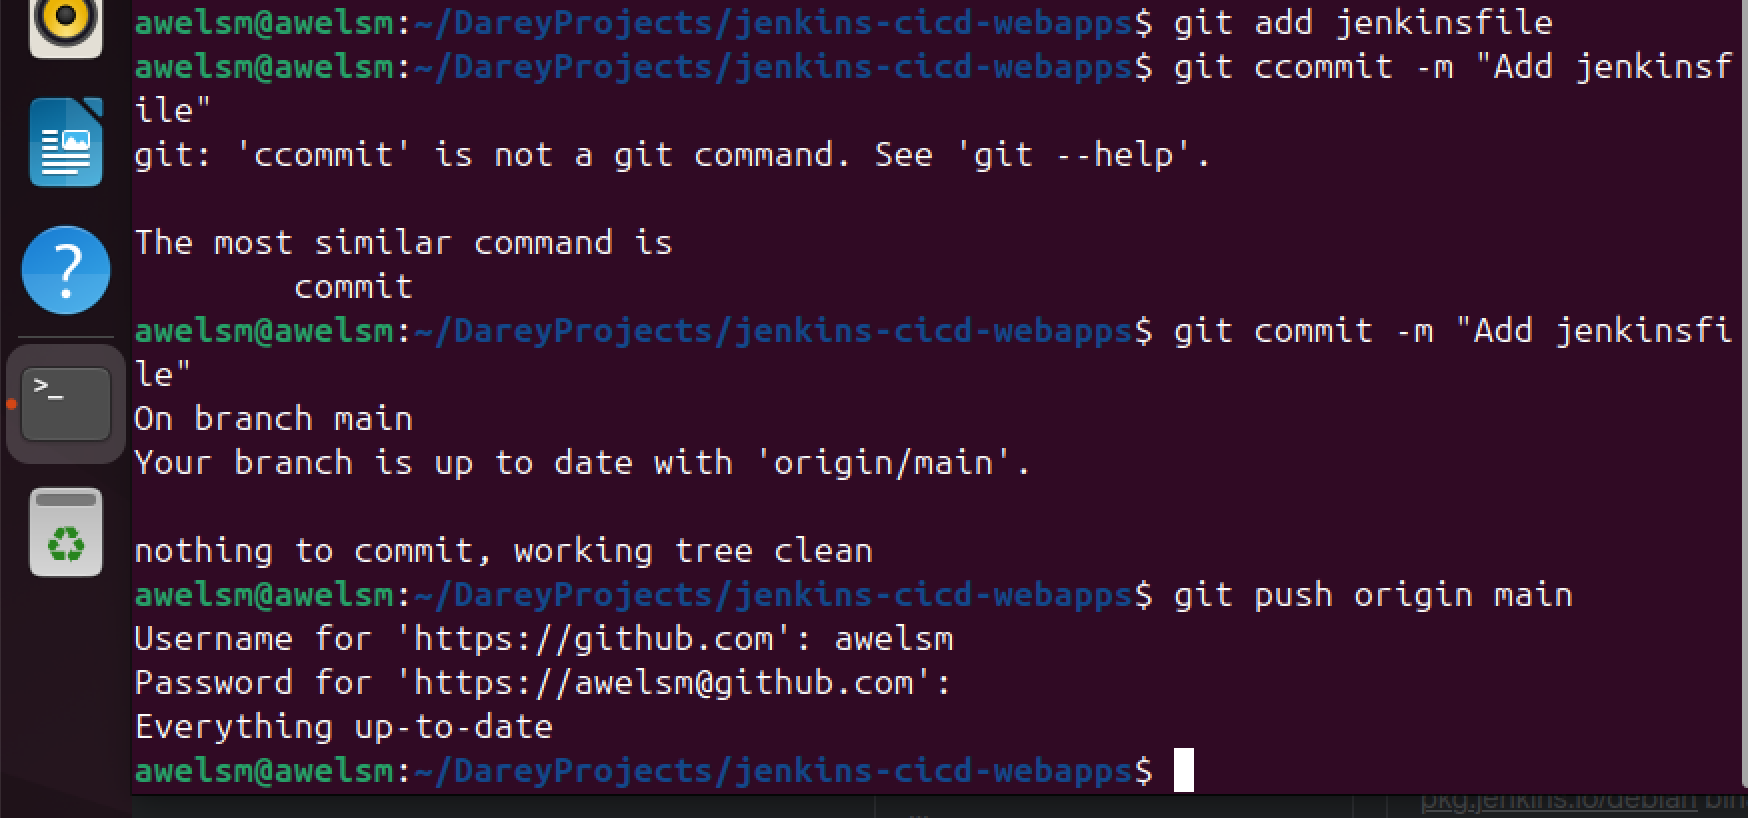 awelsm@awelsm:~/DareyProjects/jenkins-cicd-webapps$ git add jenkinsfile
awelsm@awelsm:~/DareyProjects/jenkins-cicd-webapps$ git ccommit -m "Add jenkinsf
ile"
git: 'ccommit' is not a git command. See 'git --help'.
The most similar command is
commit
awelsm@awelsm:~/DareyProjects/jenkins-cicd-webapps$ git commit -m "Add jenkinsfi
le"
On branch main
Your branch is up to date with 'origin/main'.
nothing to commit, working tree clean
awelsm@awelsm:~/DareyProjects/jenkins-cicd-webapps$ git push origin main
Username for 'https://github.com': awelsm
Password for 'https://awelsm@github.com':
Everything up-to-date
awelsm@awelsm:~/DareyProjects/jenkins-cicd-webapps$
pkg.jenkins.io/debian